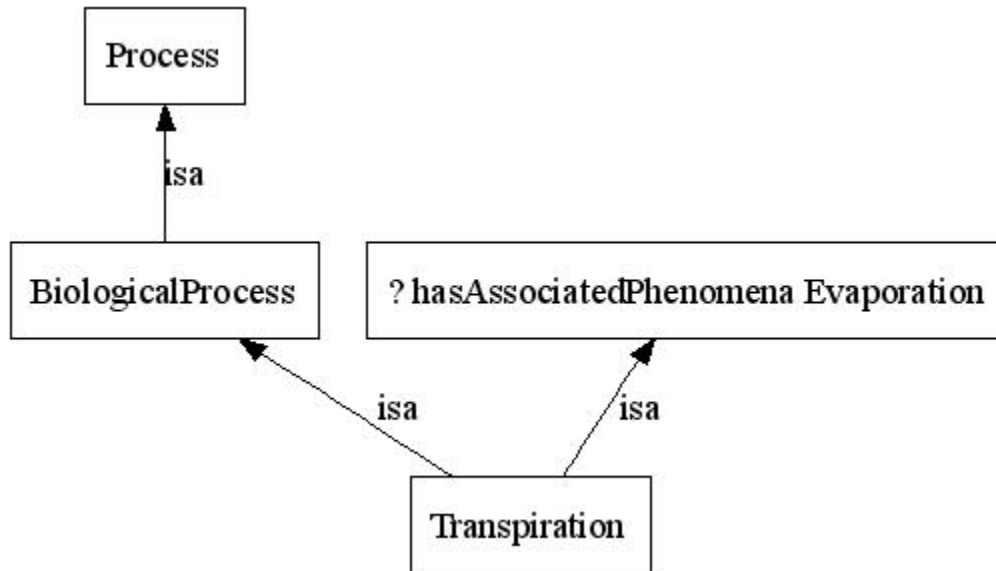 Process
isa
BiologicalProcess
? hasAssociatedPhenomena Evaporation
isa
isa
Transpiration